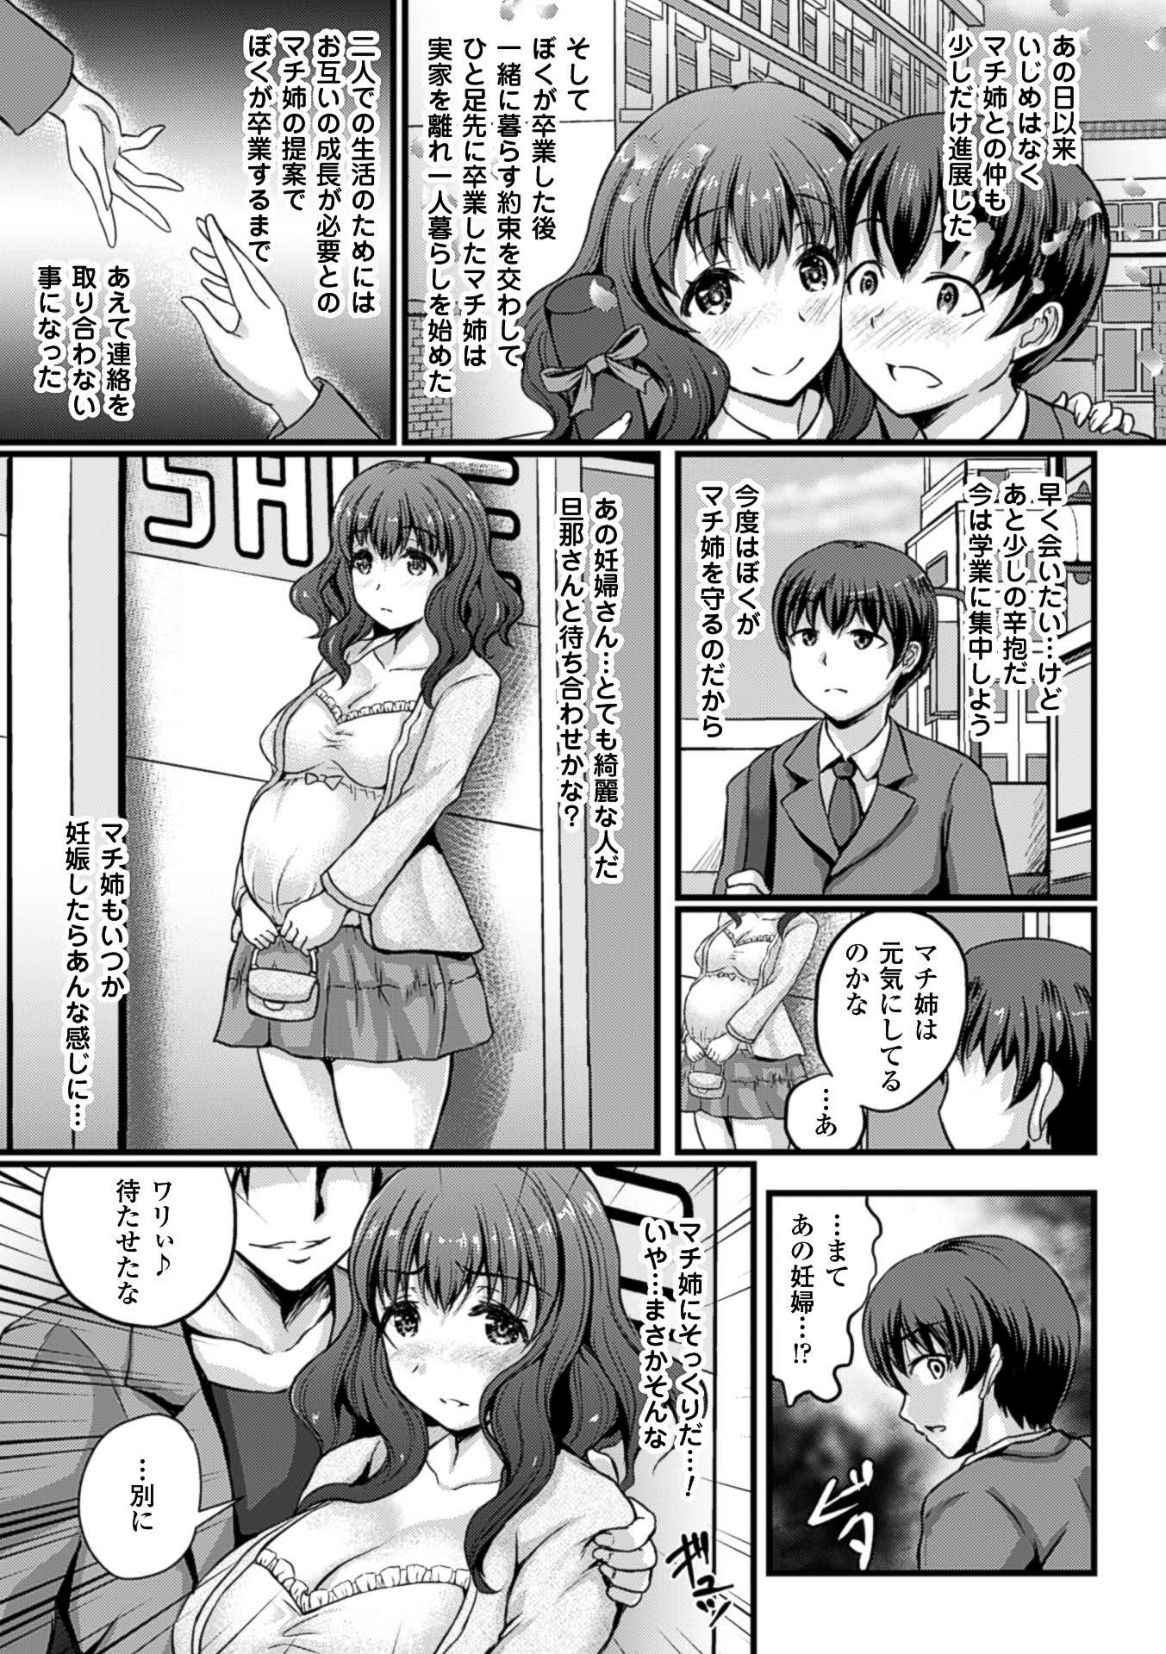 あの日以来
いじめはなく
マチ姉との仲も
少しだけ進展した
そして
ぼくが卒業した後
一緒に暮らす約束を交わして
ひと足先に卒業したマチ姉は
実家を離れ一人暮らしを始めた
二人での生活のためには
お互いの成長が必要との
マチ姉の提案で
ぼくが卒業するまで
あえて連絡を
取り合わない
事になった
早く会いたい…けど
あと少しの辛抱だ
今は学業に集中しよう
今度はぼくが
マチ姉を守るのだから
マチ姉は
元気にしてる
のかな
…あ
SALE
あの妊婦さん…とても綺麗な人だ
旦那さんと待ち合わせかな?
マチ姉もいつか
妊娠したらあんな感じに…
…まて
あの妊婦…!?
ビタ
マチ姉にそっくりだ…!
いや…まさかそんな
ワリぃ♪
待たせたな
…別に
ギュッ